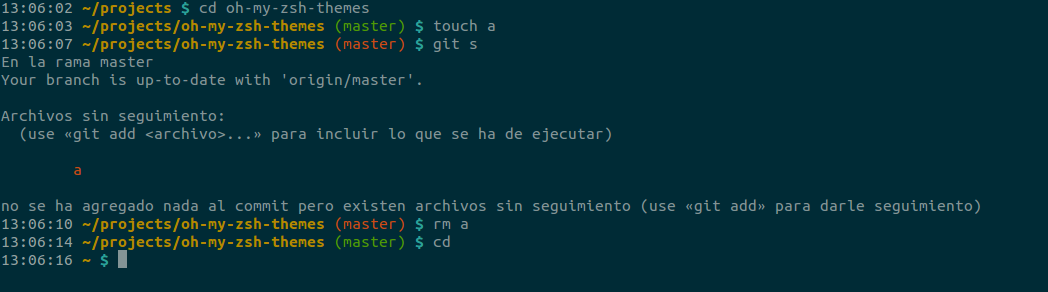 13:06:02 ~/projects $ cd oh-my-zsh-themes
13:06:03 ~/projects/oh-my-zsh-themes (master) $ touch a
13:06:07 ~/projects/oh-my-zsh-themes (master) $ git s
En la rama master
Your branch is up-to-date with 'origin/master'.
Archivos sin seguimiento:
(use «git add <archivo>...» para incluir lo que se ha de ejecutar)
a
no se ha agregado nada al commit pero existen archivos sin seguimiento (use «git add» para darle seguimiento)
13:06:10 ~/projects/oh-my-zsh-themes (master) $ rm a
13:06:14 ~/projects/oh-my-zsh-themes (master) $ cd
13:06:16 ~ $